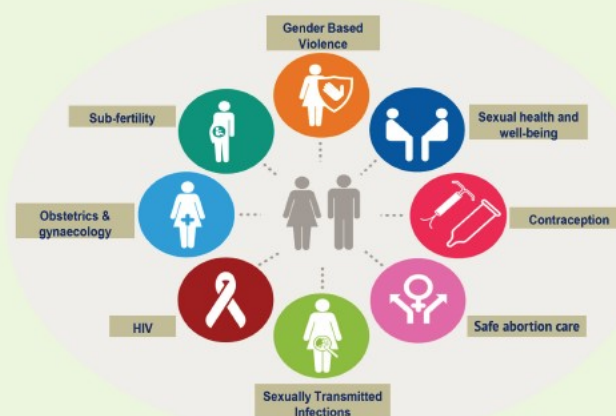 Gender Based
Violence
Sub-fertility
Sexual health and
well-being
Obstetrics &
gynaecology
Contraception
HIV
Safe abortion care
Sexually Transmitted
Infections